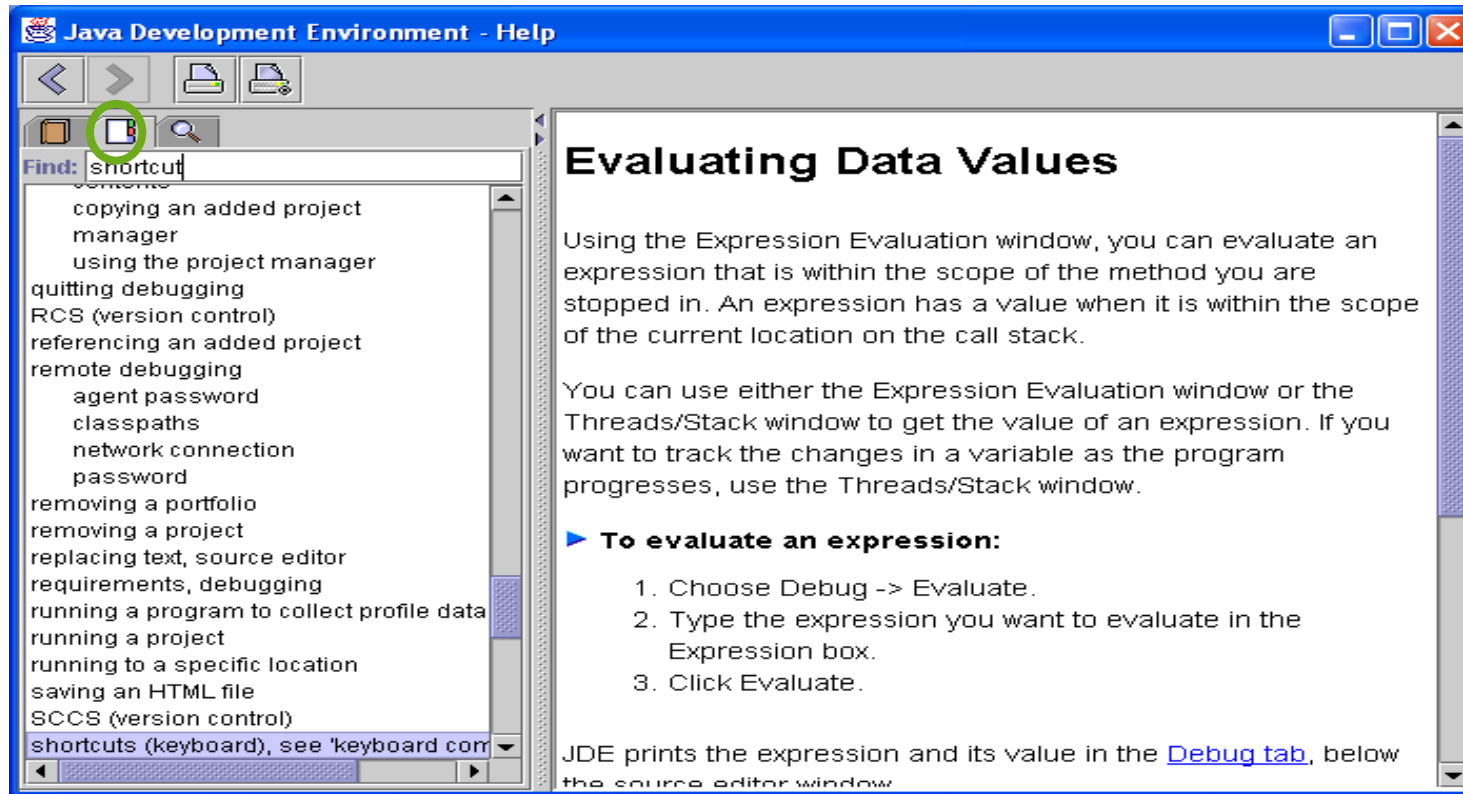 Java Development Environment - Help
Find: shortcut
contents
copying an added project
manager
using the project manager
quitting debugging
RCS (version control)
referencing an added project
remote debugging
agent password
classpaths
network connection
password
removing a portfolio
removing a project
replacing text, source editor
requirements, debugging
running a program to collect profile data
running a project
running to a specific location
saving an HTML file
SCCS (version control)
shortcuts (keyboard), see 'keyboard com
Evaluating Data Values
Using the Expression Evaluation window, you can evaluate an
expression that is within the scope of the method you are
stopped in. An expression has a value when it is within the scope
of the current location on the call stack.
You can use either the Expression Evaluation window or the
Threads/Stack window to get the value of an expression. If you
want to track the changes in a variable as the program
progresses, use the Threads/Stack window.
To evaluate an expression:
1. Choose Debug -> Evaluate.
2. Type the expression you want to evaluate in the
Expression box.
3. Click Evaluate.
JDE prints the expression and its value in the Debug tab, below
the source editor window